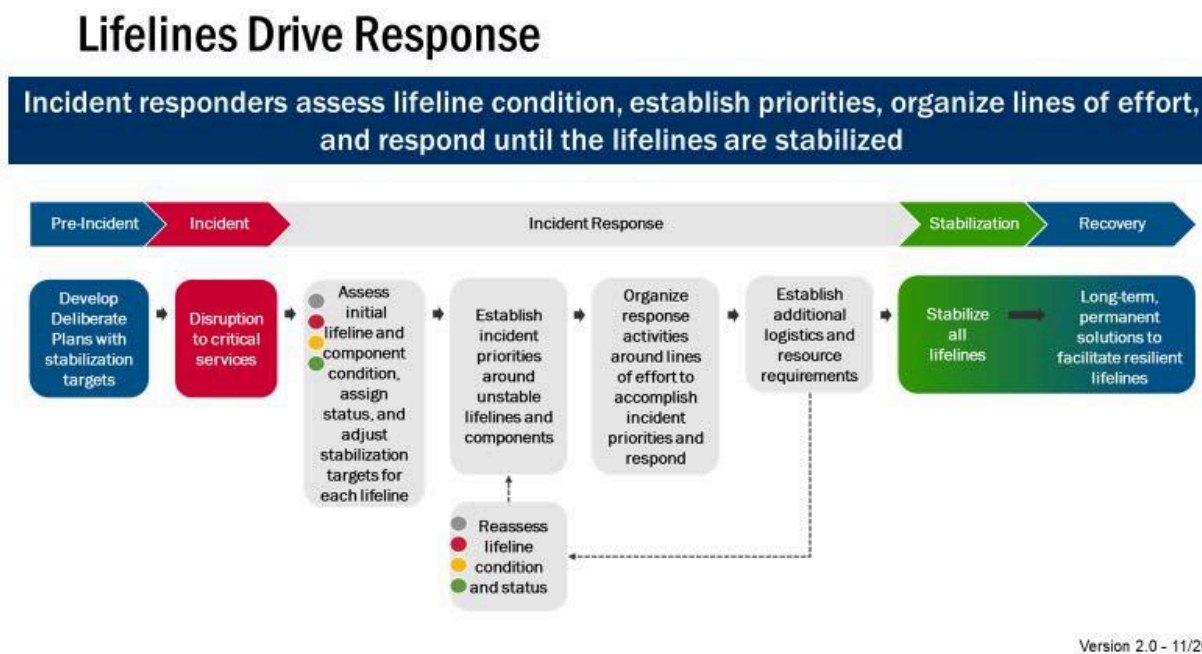 Lifelines Drive Response
Incident responders assess lifeline condition, establish priorities, organize lines of effort,
and respond until the lifelines are stabilized
Pre-Incident
Incident
Incident Response
Stabilization
Recovery
Develop
Deliberate
Plans with
stabilization
targets
Disruption
to critical
services
Assess
initial
lifeline and
component
condition,
assign
status, and
adjust
stabilization
targets for
each lifeline
Establish
incident
priorities
around
unstable
lifelines and
components
Organize
response
activities
around lines
of effort to
accomplish
incident
priorities and
respond
Establish
additional
logistics and
resource
requirements
Stabilize
all
lifelines
Long-term,
permanent
solutions to
facilitate resilient
lifelines
Reassess
lifeline
condition
and status
Version 2.0 - 11/2